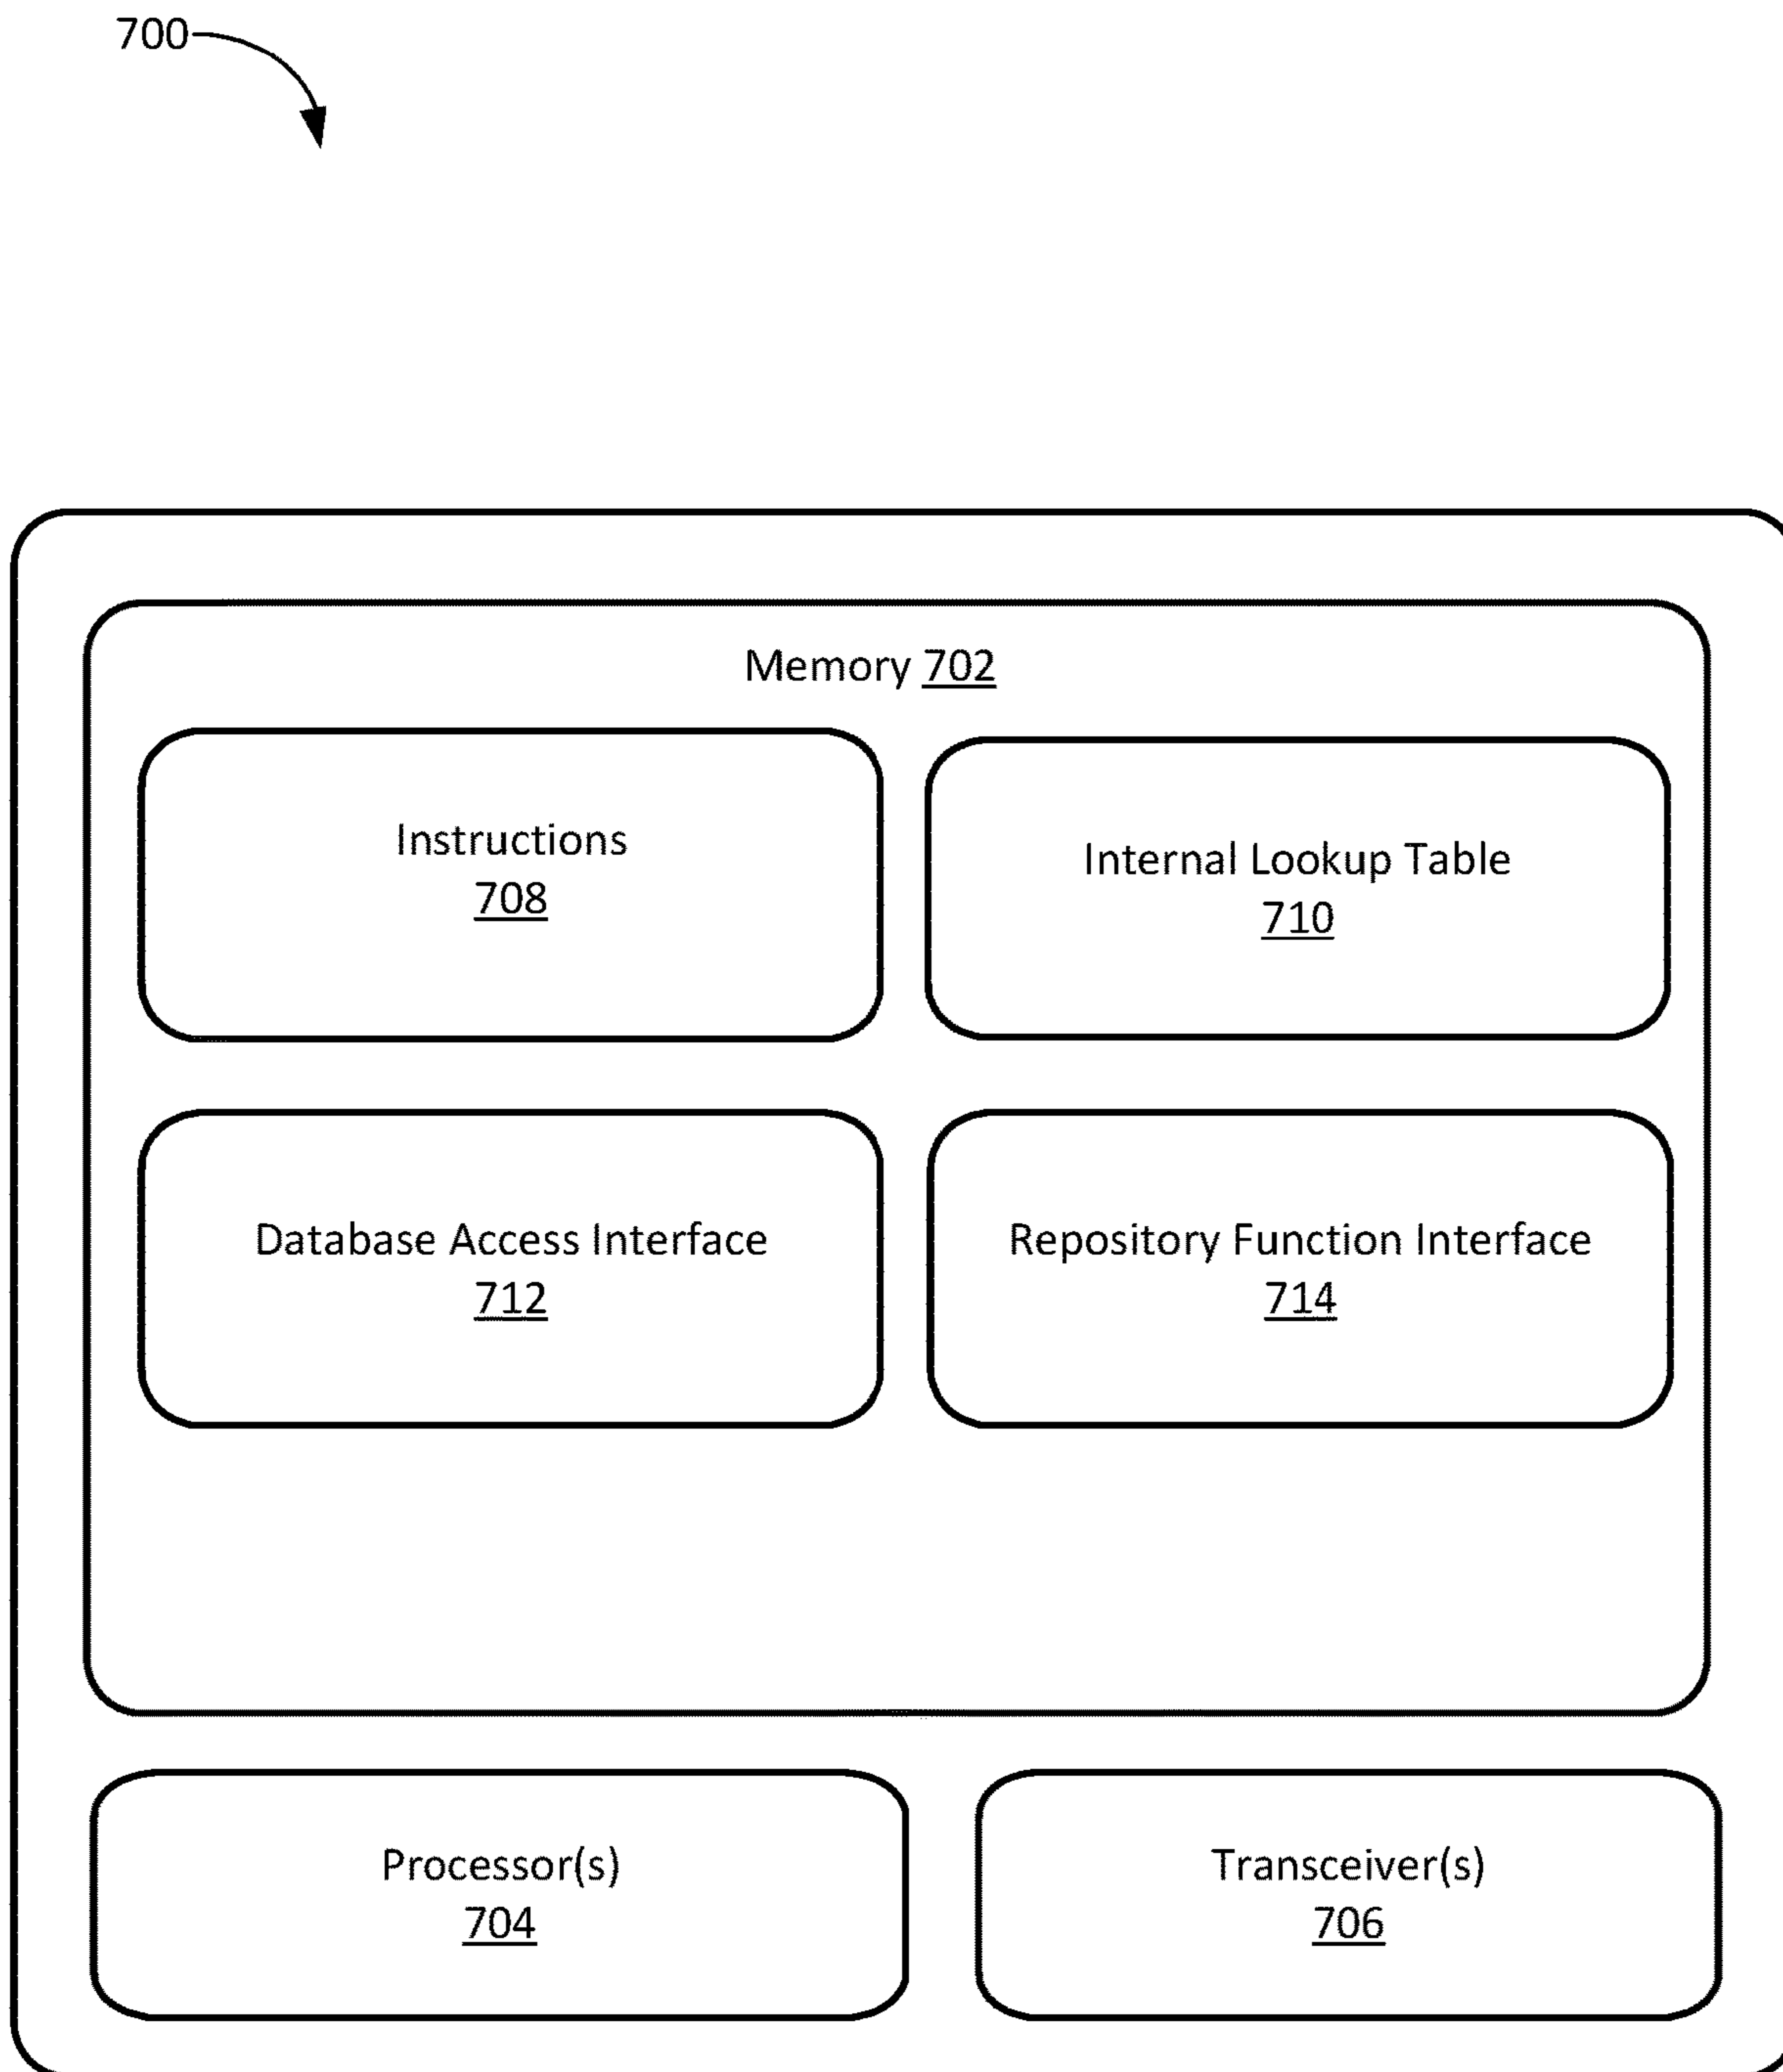 700
Memory 702
Instructions
708
Internal Lookup Table
710
Database Access Interface
712
Repository Function Interface
714
Processor(s)
704
Transceiver(s)
706